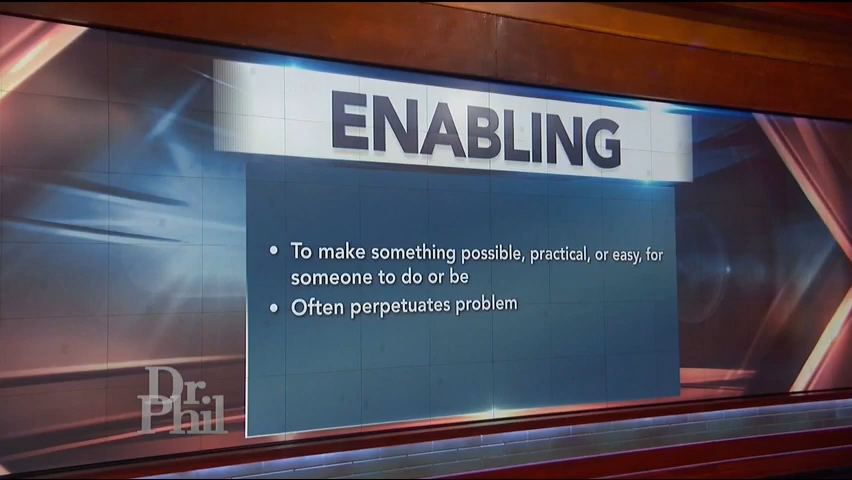 ENABLING
• To make something possible, practical, or easy, for
someone to do or be
• Often perpetuates problem
Dr.
Phil